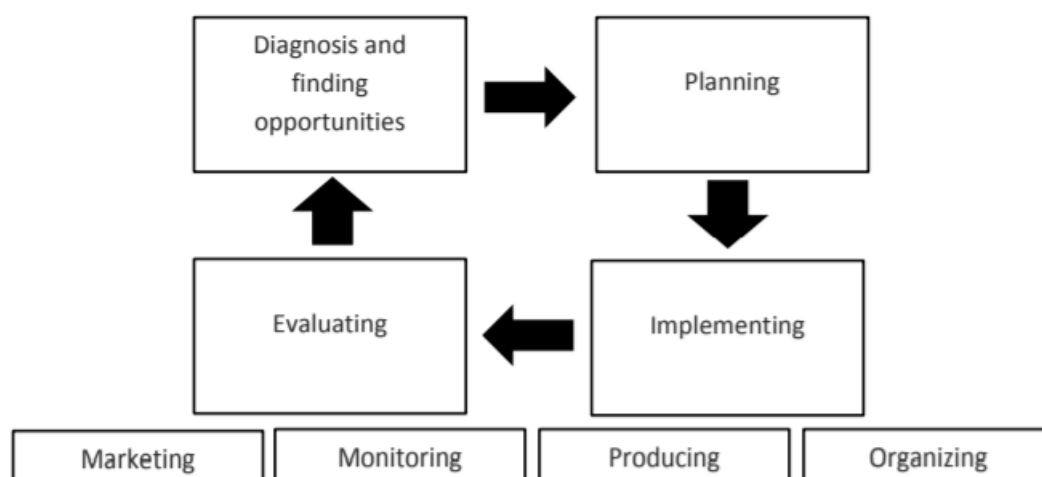 Diagnosis and
finding
opportunities
Planning
Evaluating
Implementing
Marketing
Monitoring
Producing
Organizing